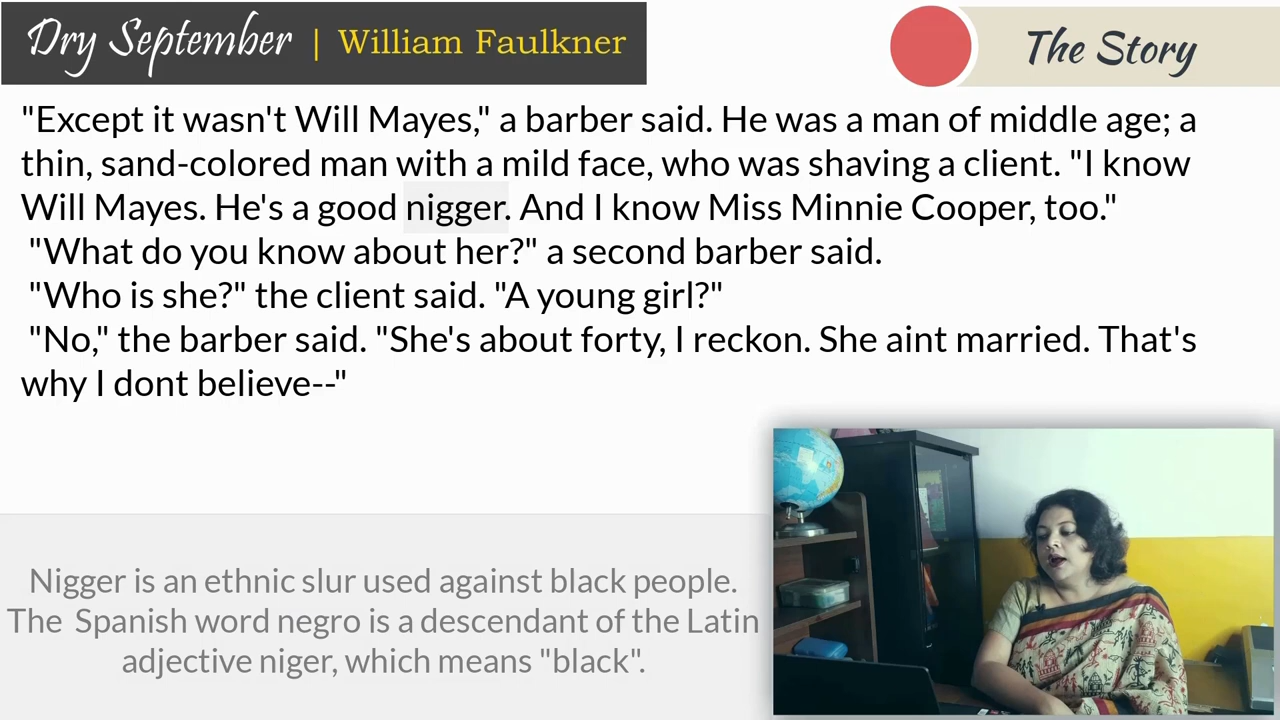 Dry September | William Faulkner
The Story
"Except it wasn't Will Mayes," a barber said. He was a man of middle age; a
thin, sand-colored man with a mild face, who was shaving a client. "I know
Will Mayes. He's a good nigger. And I know Miss Minnie Cooper, too."
"What do you know about her?" a second barber said.
"Who is she?" the client said. "A young girl?"
"No," the barber said. "She's about forty, I reckon. She aint married. That's
why I dont believe--"
Nigger is an ethnic slur used against black people.
The Spanish word negro is a descendant of the Latin
adjective niger, which means "black".